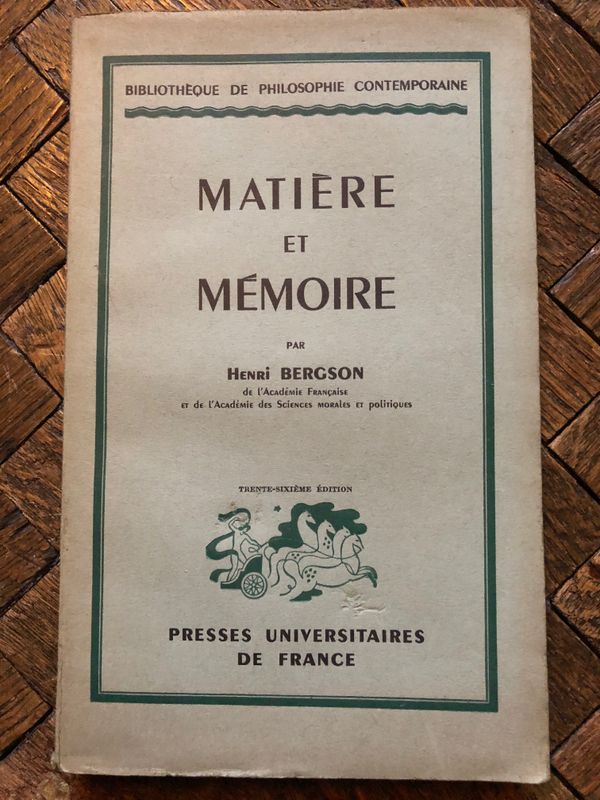 BIBLIOTHÈQUE DE PHILOSOPHIE CONTEMPORAINE
MATIÈRE
ET
MÉMOIRE
PAR
Henri BERGSON
de l'Académie Française
et de l'Académie des Sciences morales et politiques
TRENTE-SIXIÈME ÉDITION
PRESSES UNIVERSITAIRES
DE FRANCE